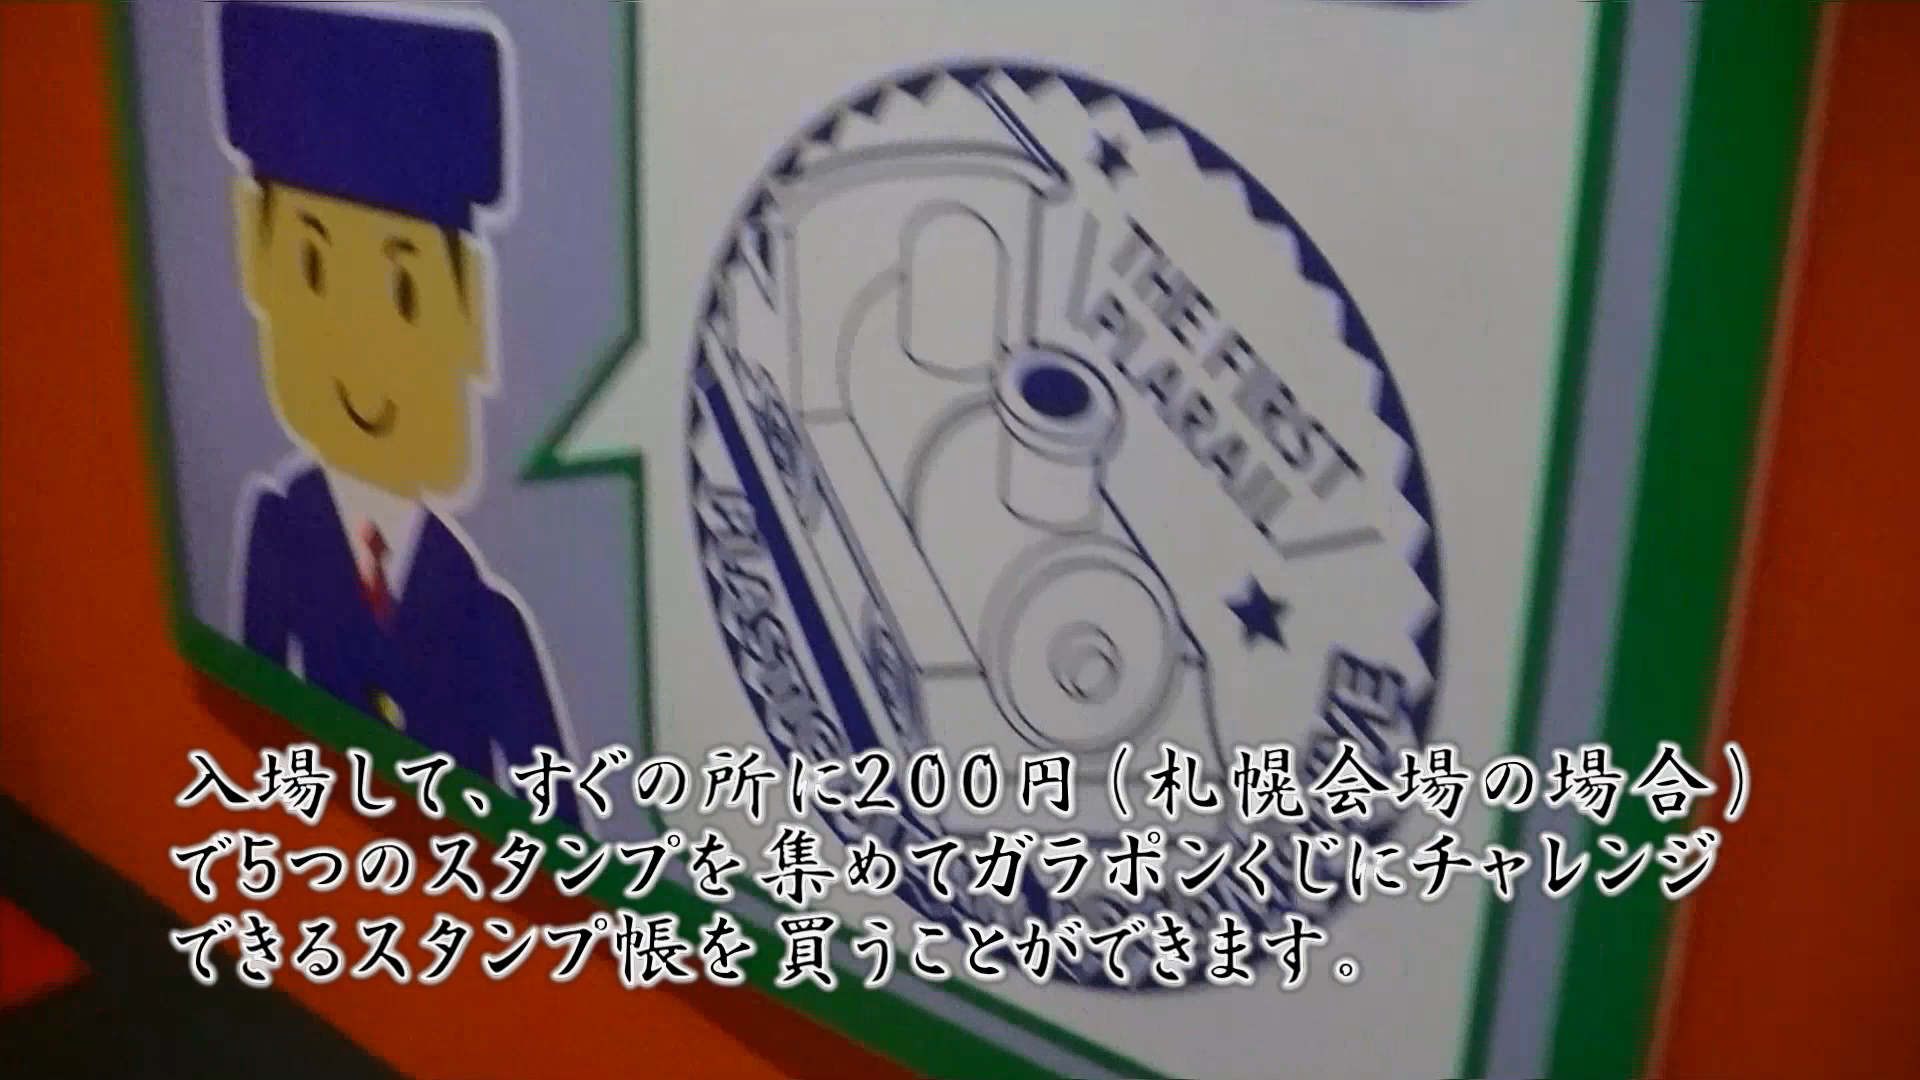 THE FIRST
PLARAIL
入場して、すぐの所に200円（札幌会場の場合）
で5つのスタンプを集めてガラポンくじにチャレンジ
できるスタンプ帳を買うことができます。